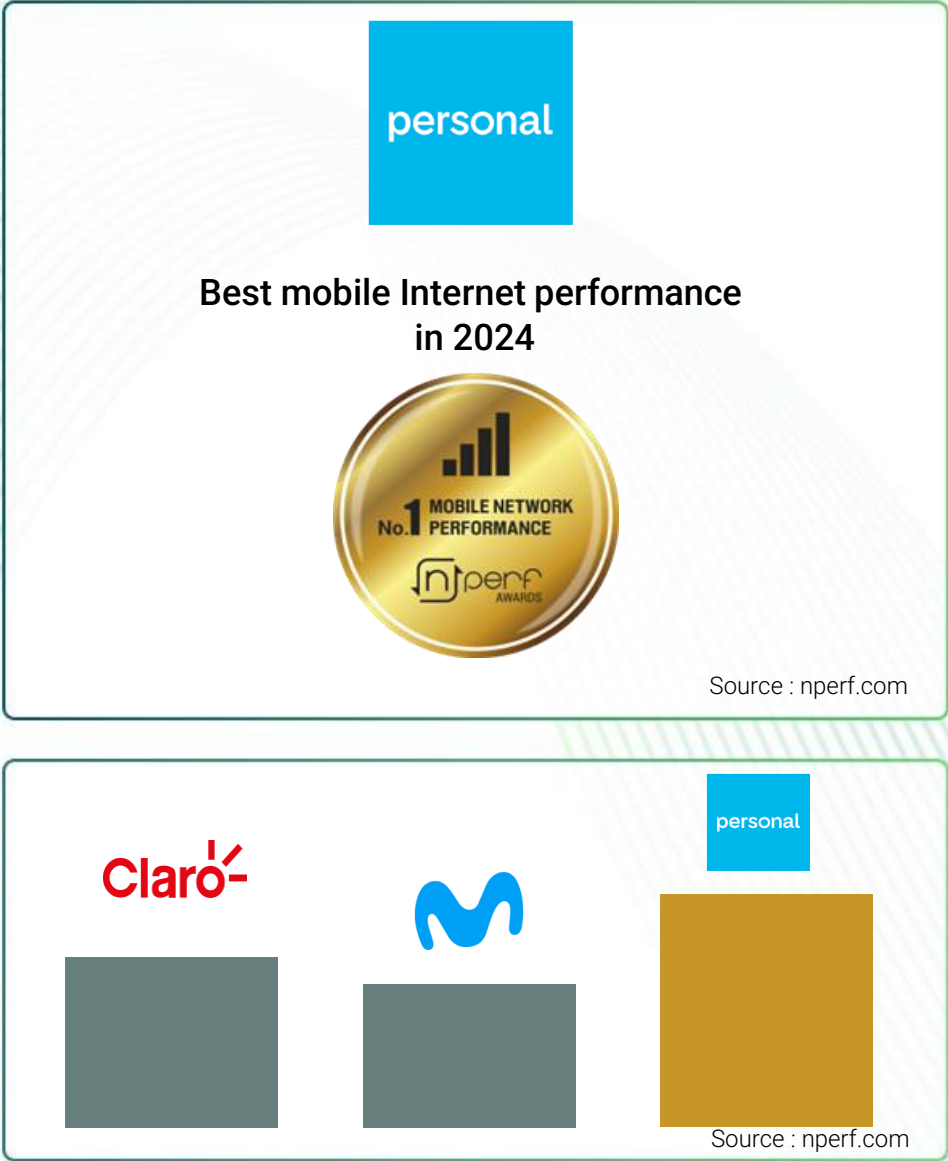 personal
Best mobile Internet performance
in 2024
No.1 MOBILE NETWORK
PERFORMANCE
nperf
AWARDS
Source : nperf.com
personal
Claro
Source : nperf.com